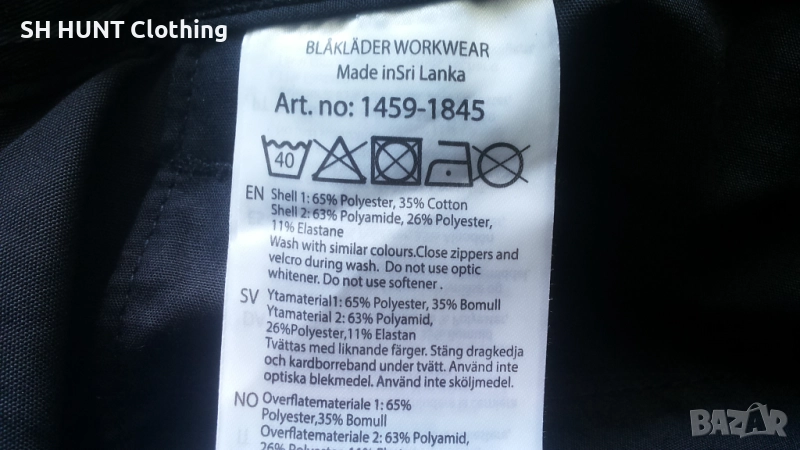 SH HUNT Clothing
BLÅKLÄDER WORKWEAR
Made inSri Lanka
Art. no: 1459-1845
40
EN Shell 1: 65% Polyester, 35% Cotton
Shell 2: 63% Polyamide, 26% Polyester,
11% Elastane
Wash with similar colours.Close zippers and
velcro during wash. Do not use optic
whitener. Do not use softener .
SV Ytamaterial1: 65% Polyester, 35% Bomull
Ytamaterial 2: 63% Polyamid,
26%Polyester,11% Elastan
Tvättas med liknande färger. Stäng dragkedja
och kardborreband under tvätt. Använd inte
optiska blekmedel. Använd inte sköljmedel.
NO Overflatemateriale 1: 65%
Polyester,35% Bomull
Overflatemateriale 2: 63% Polyamid,
BAZAR